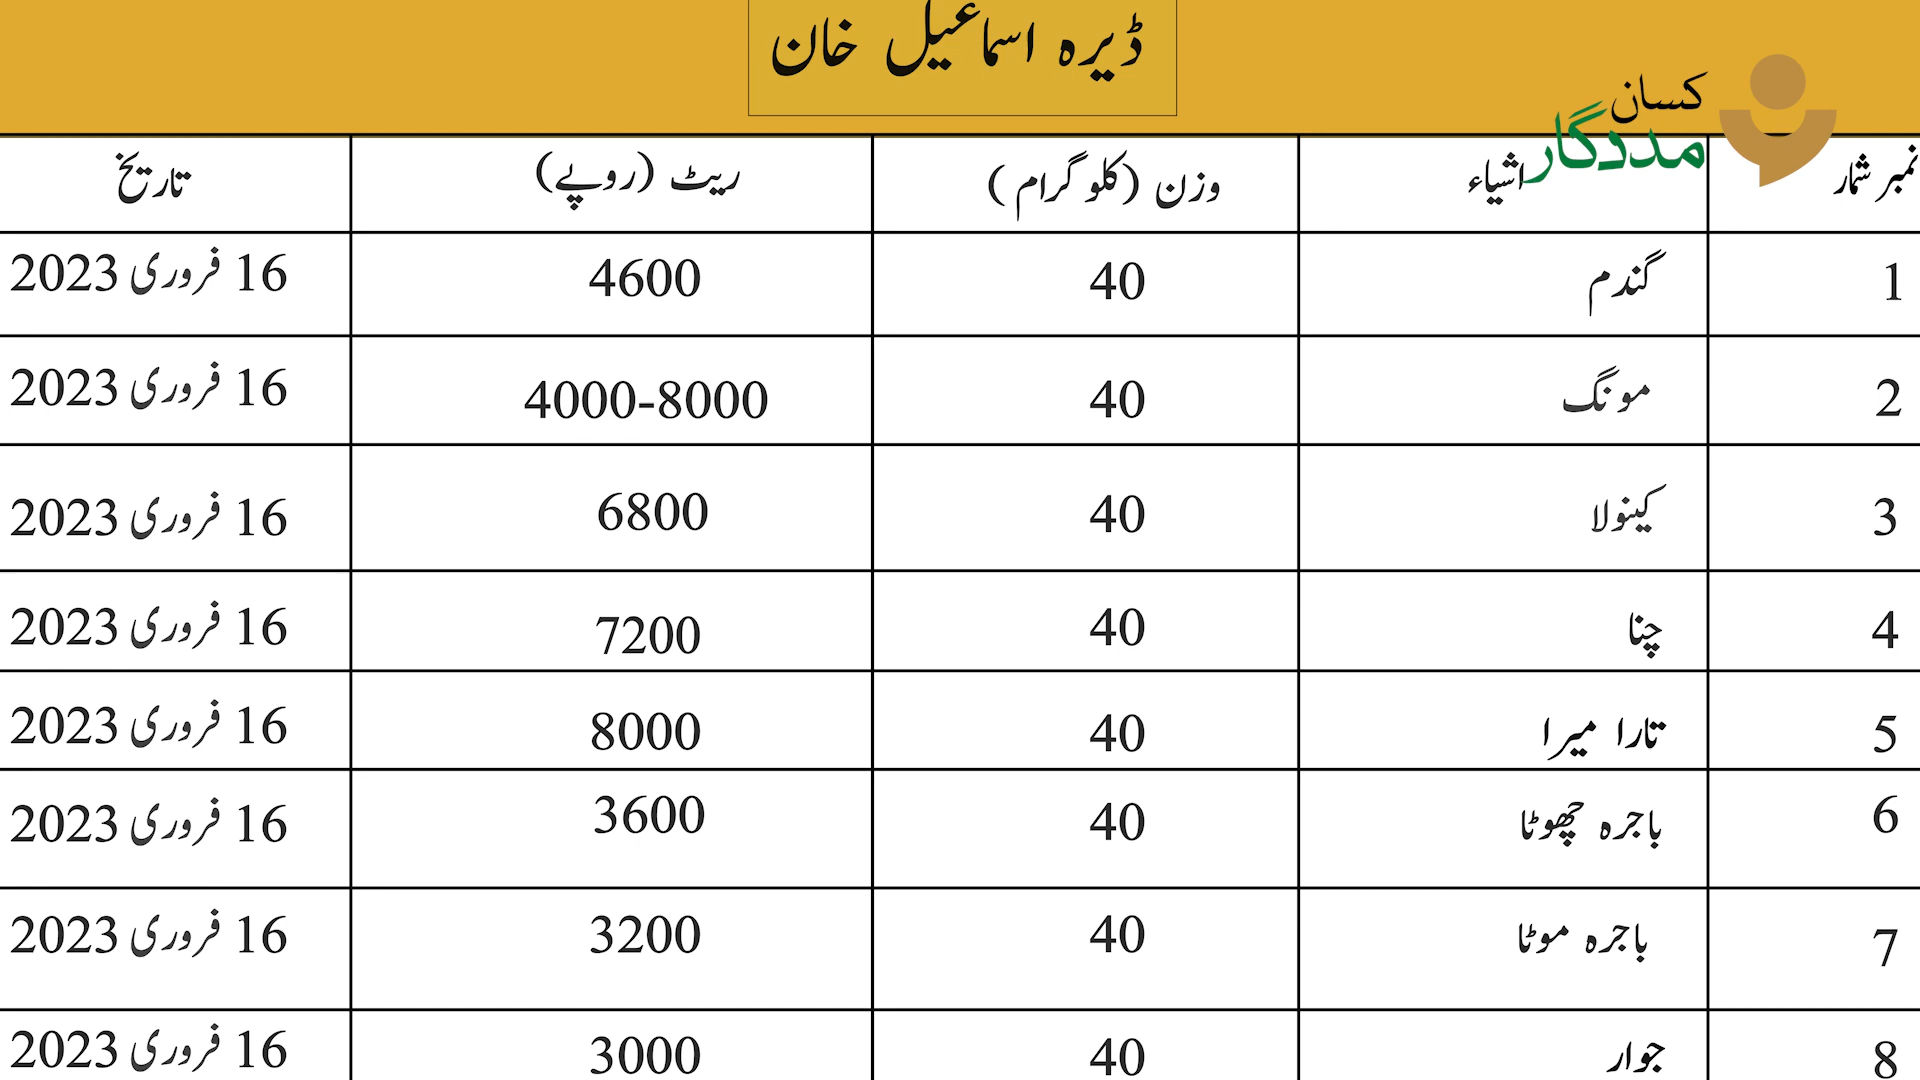 ڈیرہ اسماعیل خان
کسان
مددگار
نمبر شمار اشیاء وزن (کلو گرام) ریٹ (روپے) تاریخ
1 گندم 40 4600 16 فروری 2023
2 مونگ 40 4000-8000 16 فروری 2023
3 کینولا 40 6800 16 فروری 2023
4 چنا 40 7200 16 فروری 2023
5 تارا میرا 40 8000 16 فروری 2023
6 باجرہ چھوٹا 40 3600 16 فروری 2023
7 باجرہ موٹا 40 3200 16 فروری 2023
8 جوار 40 3000 16 فروری 2023